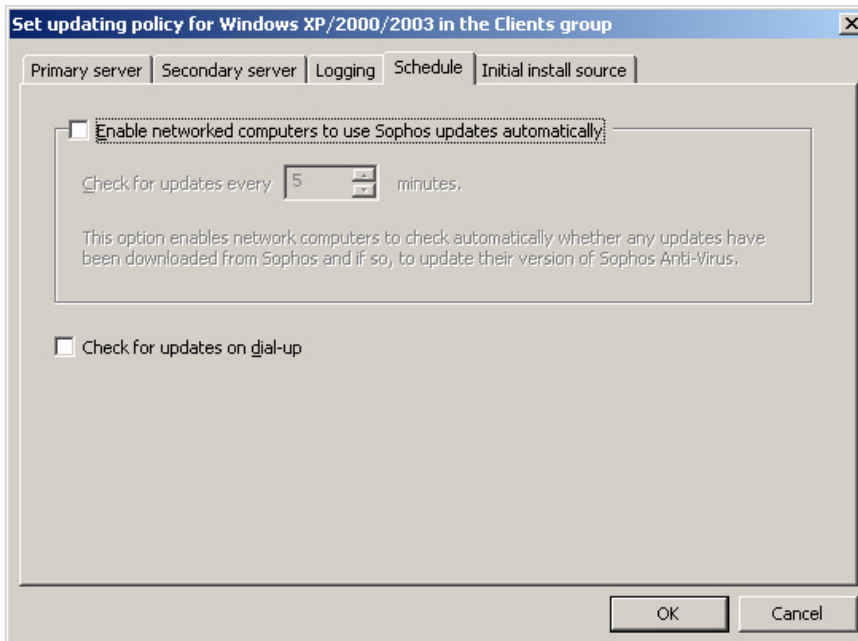 Set updating policy for Windows XP/2000/2003 in the Clients group
Primary server
Secondary server
Logging
Schedule
Initial install source
Enable networked computers to use Sophos updates automatically
Check for updates every 5 minutes.
This option enables network computers to check automatically whether any updates have
been downloaded from Sophos and if so, to update their version of Sophos Anti-Virus.
Check for updates on dial-up
OK
Cancel